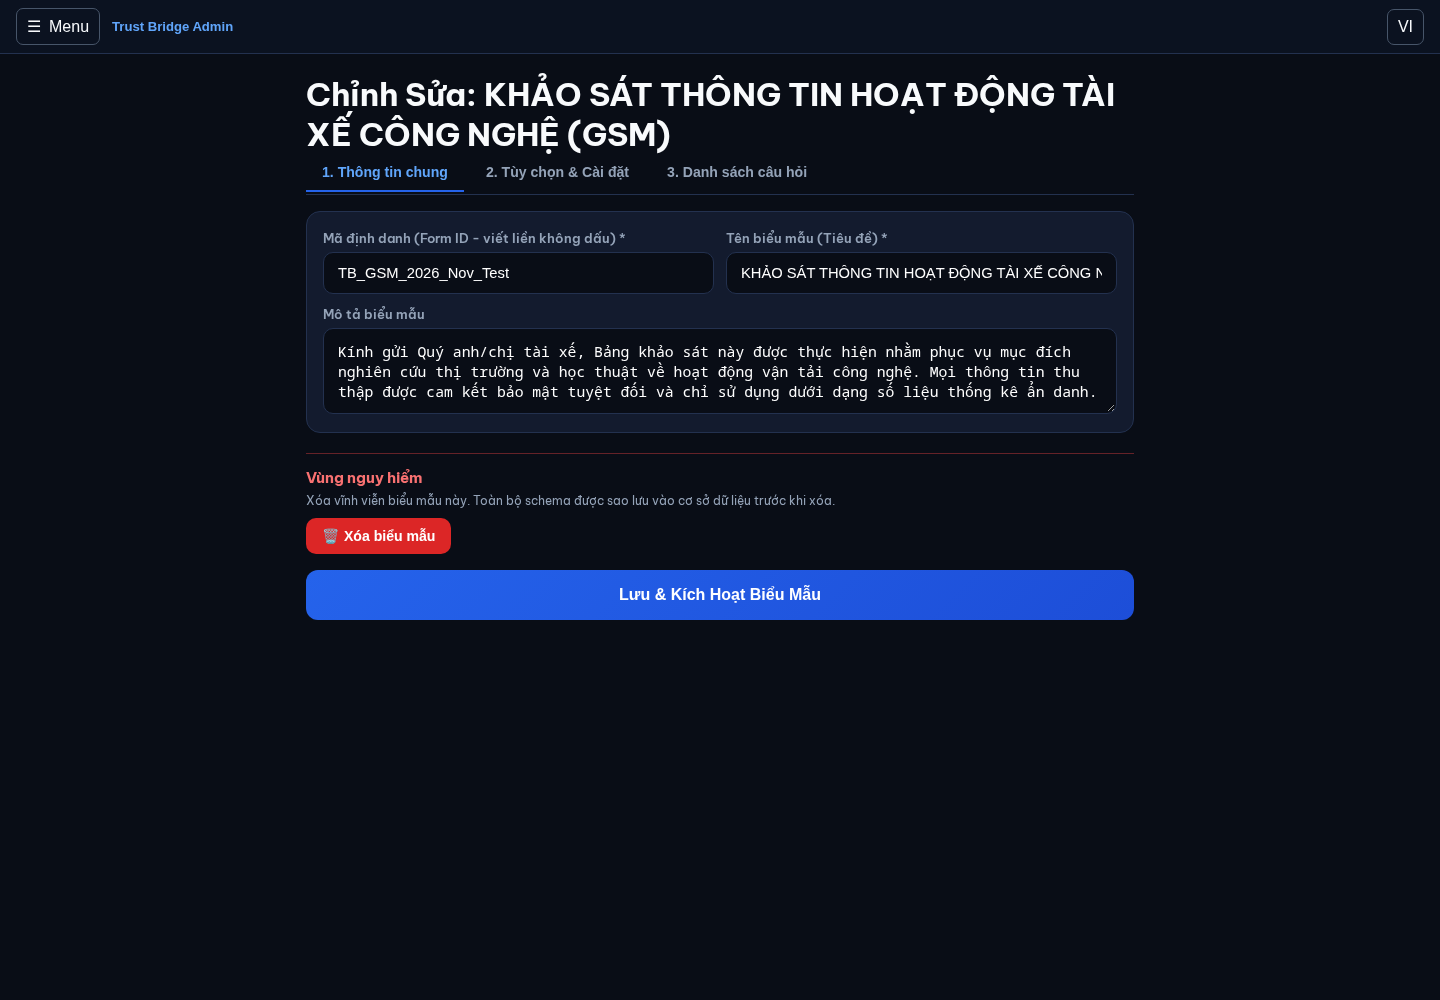 ☰ Menu
Trust Bridge Admin
VI
Chỉnh Sửa: KHẢO SÁT THÔNG TIN HOẠT ĐỘNG TÀI
XẾ CÔNG NGHỆ (GSM)
1. Thông tin chung
2. Tùy chọn & Cài đặt
3. Danh sách câu hỏi
Mã định danh (Form ID - viết liền không dấu) *
Tên biểu mẫu (Tiêu đề) *
TB_GSM_2026_Nov_Test
KHẢO SÁT THÔNG TIN HOẠT ĐỘNG TÀI XẾ CÔNG N
Mô tả biểu mẫu
Kính gửi Quý anh/chị tài xế, Bảng khảo sát này được thực hiện nhằm phục vụ mục đích
nghiên cứu thị trường và học thuật về hoạt động vận tải công nghệ. Mọi thông tin thu
thập được cam kết bảo mật tuyệt đối và chỉ sử dụng dưới dạng số liệu thống kê ẩn danh.
Vùng nguy hiểm
Xóa vĩnh viễn biểu mẫu này. Toàn bộ schema được sao lưu vào cơ sở dữ liệu trước khi xóa.
🗑️ Xóa biểu mẫu
Lưu & Kích Hoạt Biểu Mẫu